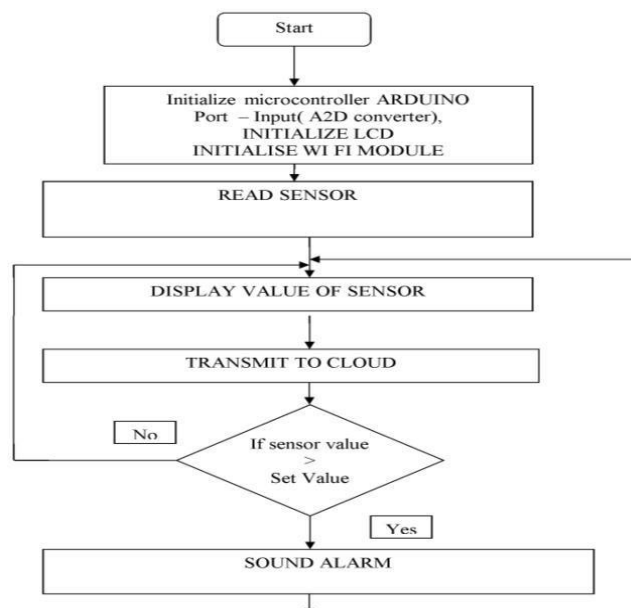 Start
Initialize microcontroller ARDUINO
Port – Input( A2D converter),
INITIALIZE LCD
INITIALISE WI FI MODULE
READ SENSOR
DISPLAY VALUE OF SENSOR
TRANSMIT TO CLOUD
No
If sensor value
>
Set Value
Yes
SOUND ALARM